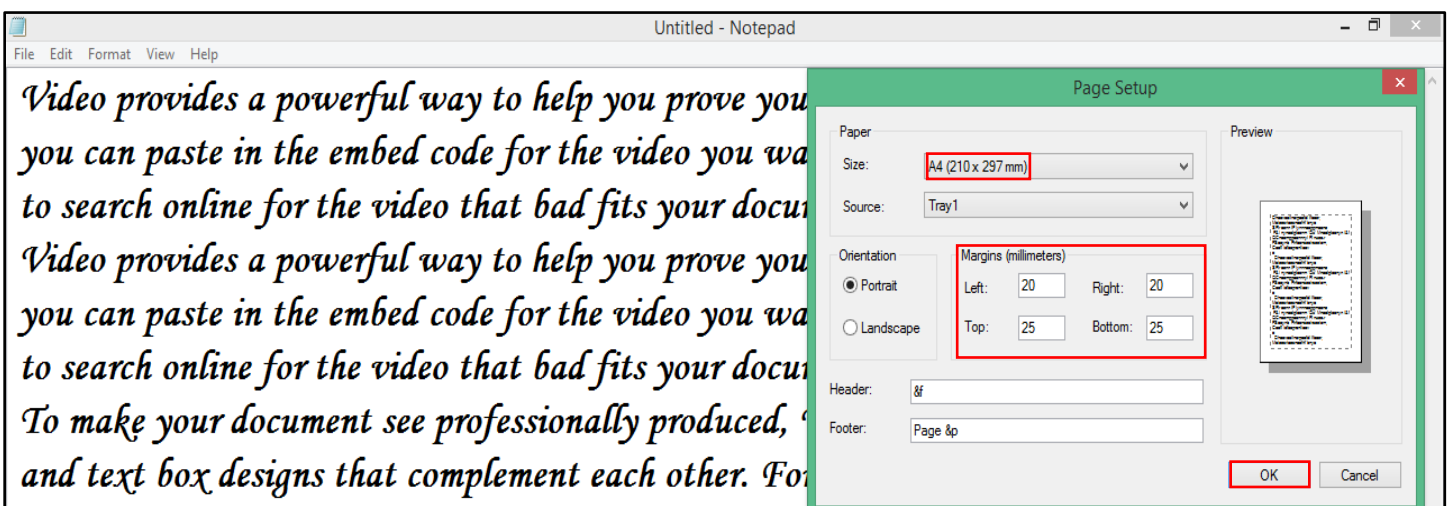 Untitled - Notepad
File Edit Format View Help
Video provides a powerful way to help you prove you
you can paste in the embed code for the video you wa
to search online for the video that bad fits your docu
Video provides a powerful way to help you prove you
you can paste in the embed code for the video you wa
to search online for the video that bad fits your docu
To make your document see professionally produced,
and text box designs that complement each other. For
Page Setup
Paper
Size: A4 (210 x 297 mm)
Source: Tray1
Orientation
Portrait
Landscape
Margins (millimeters)
Left: 20 Right: 20
Top: 25 Bottom: 25
Header: &f
Footer: Page &p
Preview
OK Cancel